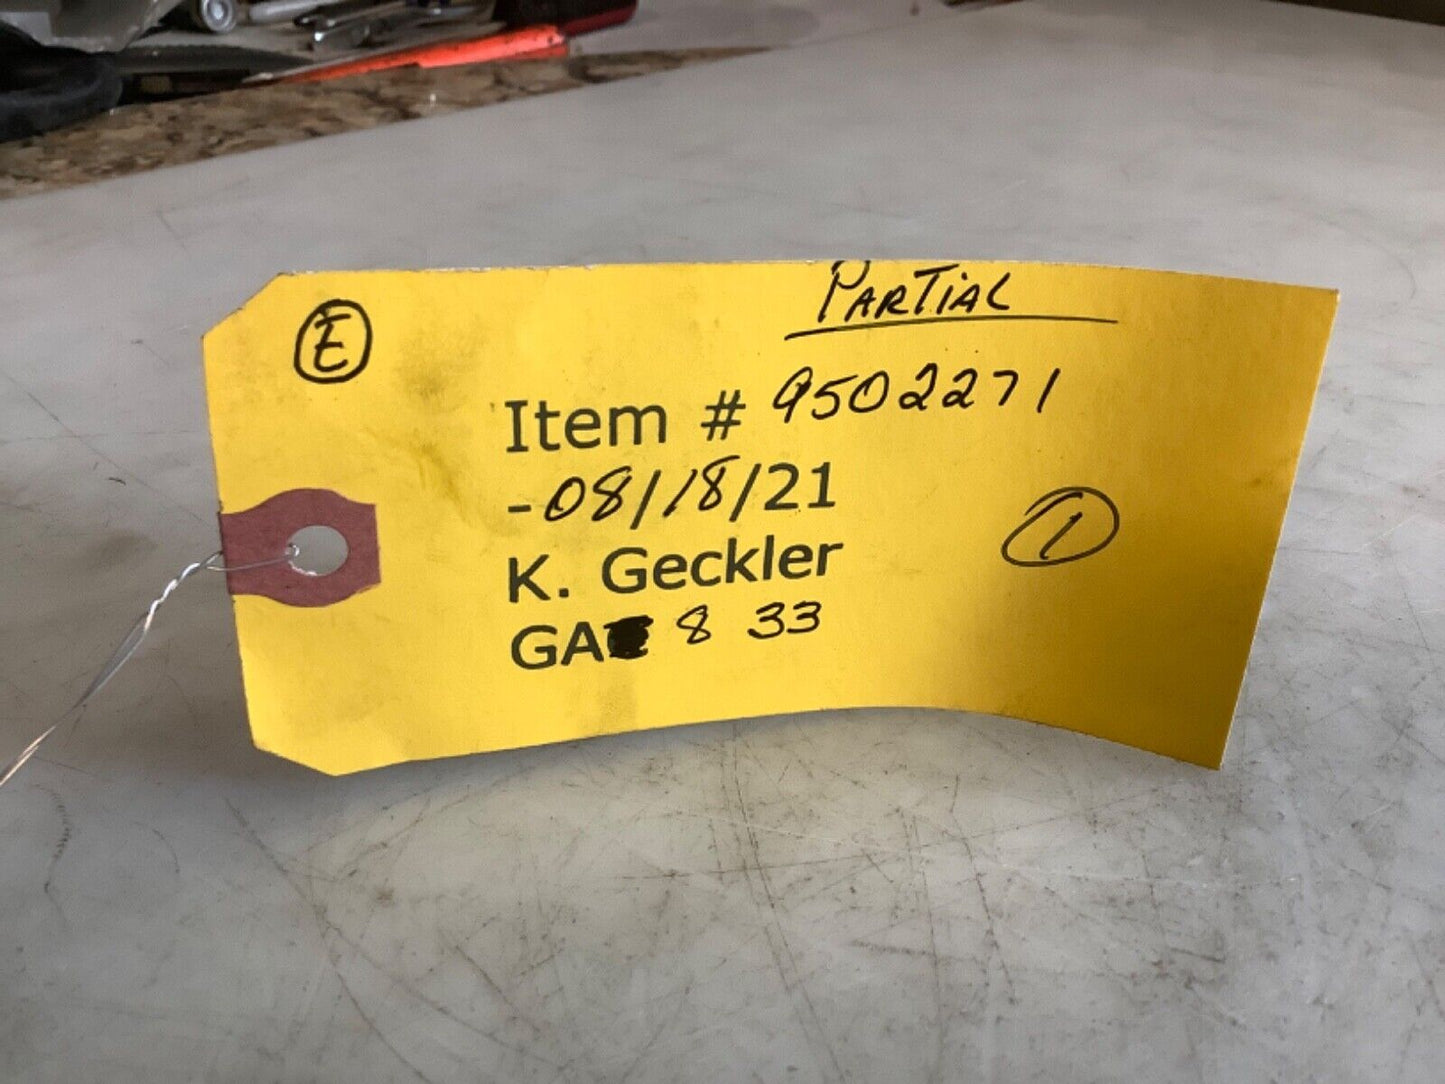 E
PARTIAL
Item # 9502271
-08/18/21
1
K. Geckler
GA 8 33